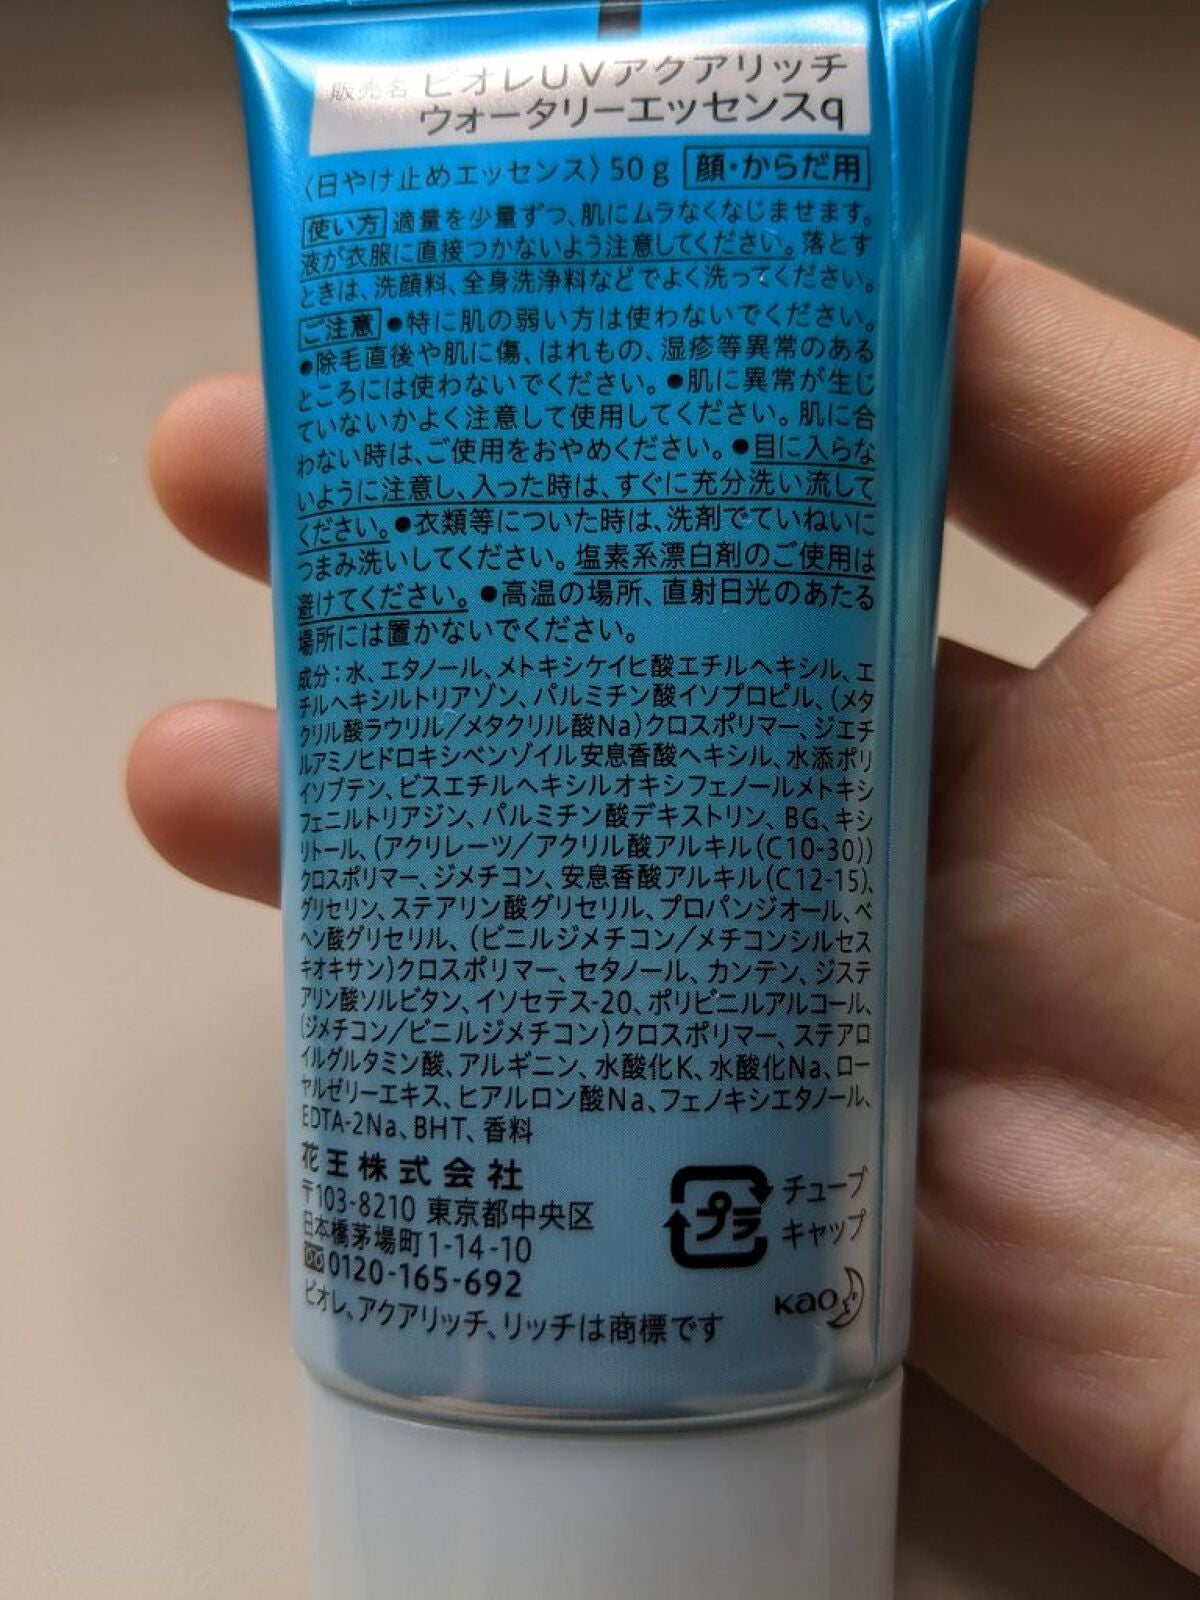 販売名 ビオレUVアクアリッチ
ウォータリーエッセンスq
〈日やけ止めエッセンス〉50g 顔・からだ用
使い方 適量を少量ずつ、肌にムラなくなじませます。
液が衣服に直接つかないよう注意してください。落とす
ときは、洗顔料、全身洗浄料などでよく洗ってください。
ご注意 ●特に肌の弱い方は使わないでください。
●除毛直後や肌に傷、はれもの、湿疹等異常のある
ところには使わないでください。●肌に異常が生じ
ていないかよく注意して使用してください。肌に合
わない時は、ご使用をおやめください。●目に入らな
いように注意し、入った時は、すぐに充分洗い流して
ください。●衣類等についた時は、洗剤でていねいに
つまみ洗いしてください。塩素系漂白剤のご使用は
避けてください。●高温の場所、直射日光のあたる
場所には置かないでください。
成分：水、エタノール、メトキシケイヒ酸エチルヘキシル、エ
チルヘキシルトリアゾン、パルミチン酸イソプロピル、(メタ
クリル酸ラウリル／メタクリル酸Na)クロスポリマー、ジエチ
ルアミノヒドロキシベンゾイル安息香酸ヘキシル、水添ポリ
イソブテン、ビスエチルヘキシルオキシフェノールメトキシ
フェニルトリアジン、パルミチン酸デキストリン、BG、キシ
リトール、(アクリレーツ／アクリル酸アルキル(C10-30))
クロスポリマー、ジメチコン、安息香酸アルキル(C12-15)、
グリセリン、ステアリン酸グリセリル、プロパンジオール、ベ
ヘン酸グリセリル、(ビニルジメチコン／メチコンシルセス
キオキサン)クロスポリマー、セタノール、カンテン、ジステ
アリン酸ソルビタン、イソセテス-20、ポリビニルアルコール、
(ジメチコン／ビニルジメチコン)クロスポリマー、ステアロ
イルグルタミン酸、アルギニン、水酸化K、水酸化Na、ロー
ヤルゼリーエキス、ヒアルロン酸Na、フェノキシエタノール、
EDTA-2Na、BHT、香料
花王株式会社
〒103-8210 東京都中央区
日本橋茅場町1-14-10
0120-165-692
ビオレ、アクアリッチ、リッチは商標です
プラ
チューブ
キャップ
Kao